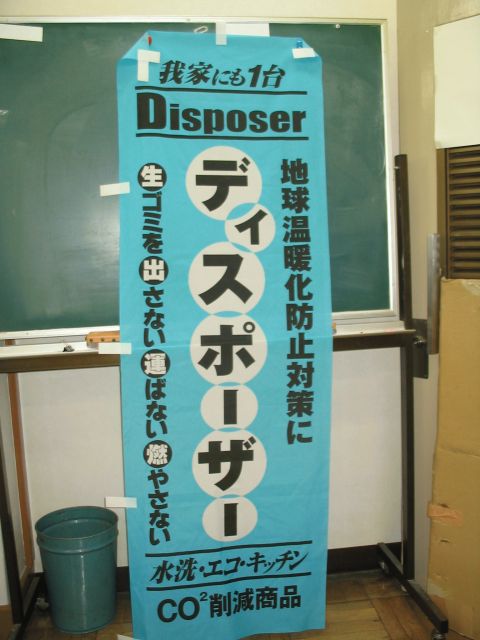 我家にも1台
Disposer
地球温暖化防止対策に
ディスポーザー
生ゴミを出さない運ばない燃やさない
水洗・エコ・キッチン
CO²削減商品